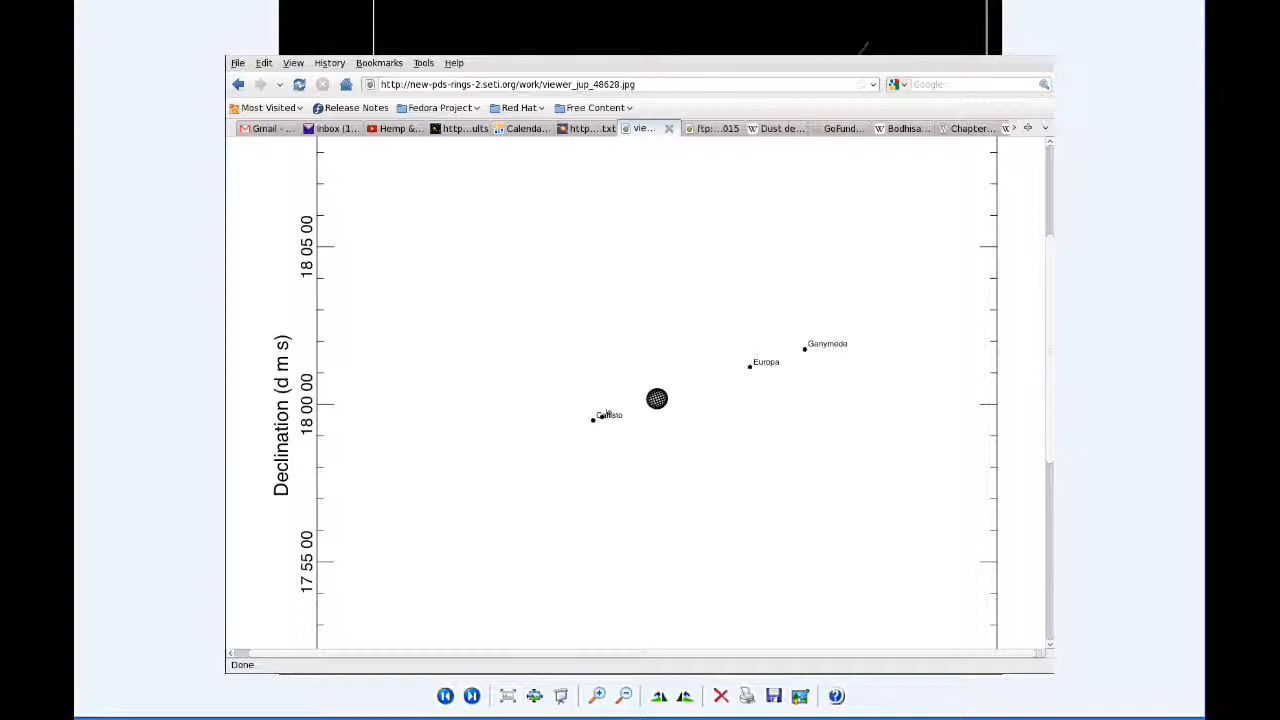 File Edit View History Bookmarks Tools Help
http://new-pds-rings-2.seti.org/work/viewer_jup_48628.jpg
Google
Most Visited Release Notes Fedora Project Red Hat Free Content
Gmail - ... Inbox (1... Hemp &... http...ults Calenda... http....txt vie... ftp:...015 Dust de... GoFund... Bodhisa... Chapter...
18 05 00
Ganymede
Europa
Declination (d m s)
18 00 00
Io
Callisto
17 55 00
Done